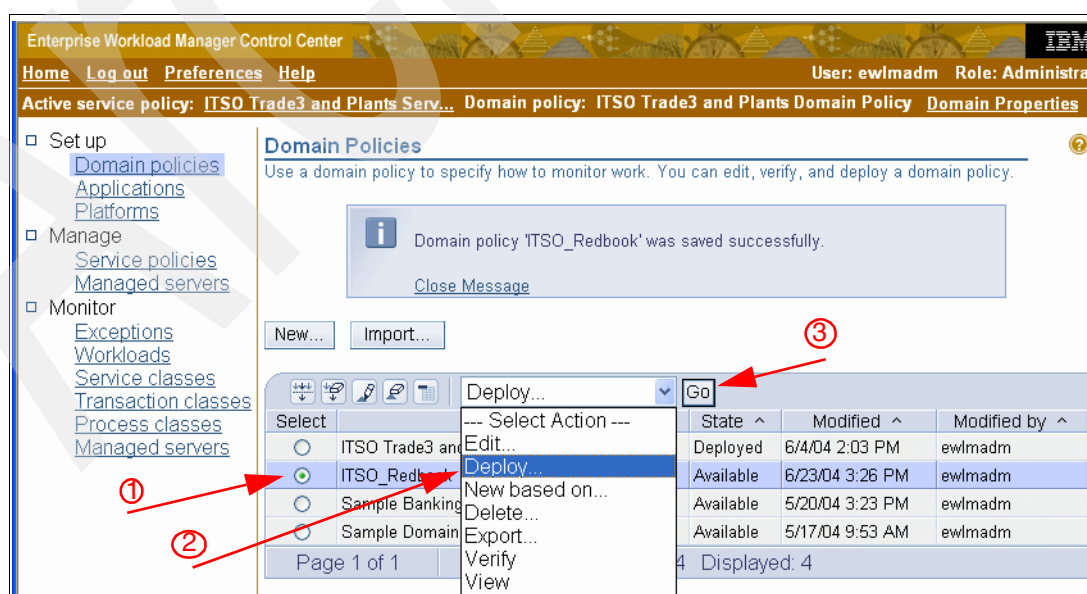 Enterprise Workload Manager Control Center IBM
Home Log out Preferences Help User: ewlmadm Role: Administra
Active service policy: ITSO Trade3 and Plants Serv... Domain policy: ITSO Trade3 and Plants Domain Policy Domain Properties
Set up
Domain policies
Applications
Platforms
Manage
Service policies
Managed servers
Monitor
Exceptions
Workloads
Service classes
Transaction classes
Process classes
Managed servers
Domain Policies
?
Use a domain policy to specify how to monitor work. You can edit, verify, and deploy a domain policy.
i
Domain policy 'ITSO_Redbook' was saved successfully.
Close Message
New... Import...
③
Deploy... Go
Select State ^ Modified ^ Modified by ^
ITSO Trade3 and Deployed 6/4/04 2:03 PM ewlmadm
ITSO_Redbook Available 6/23/04 3:26 PM ewlmadm
Sample Banking Available 5/20/04 3:23 PM ewlmadm
Sample Domain Available 5/17/04 9:53 AM ewlmadm
Page 1 of 1 4 Displayed: 4
--- Select Action ---
Edit...
Deploy...
New based on...
Delete...
Export...
Verify
View
①
②